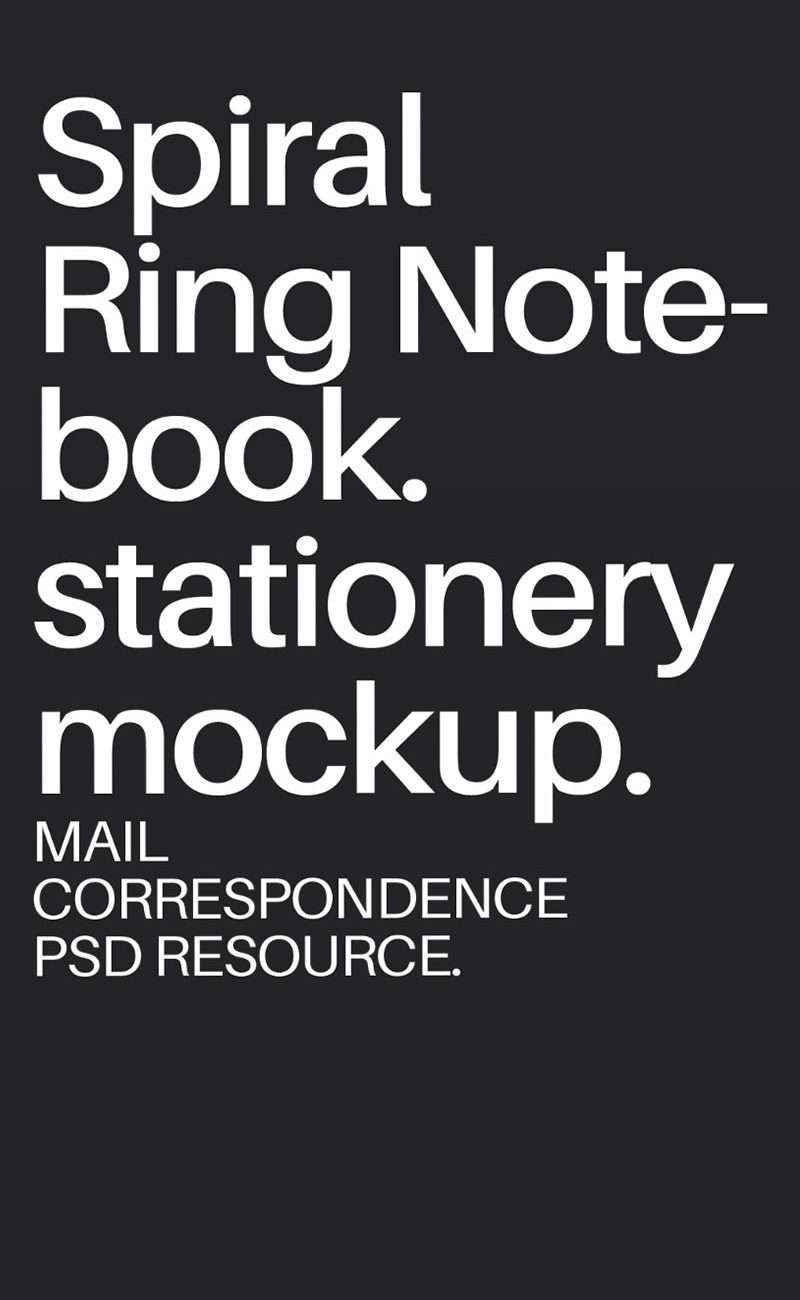 Spiral
Ring Note-
book.
stationery
mockup.
MAIL
CORRESPONDENCE
PSD RESOURCE.